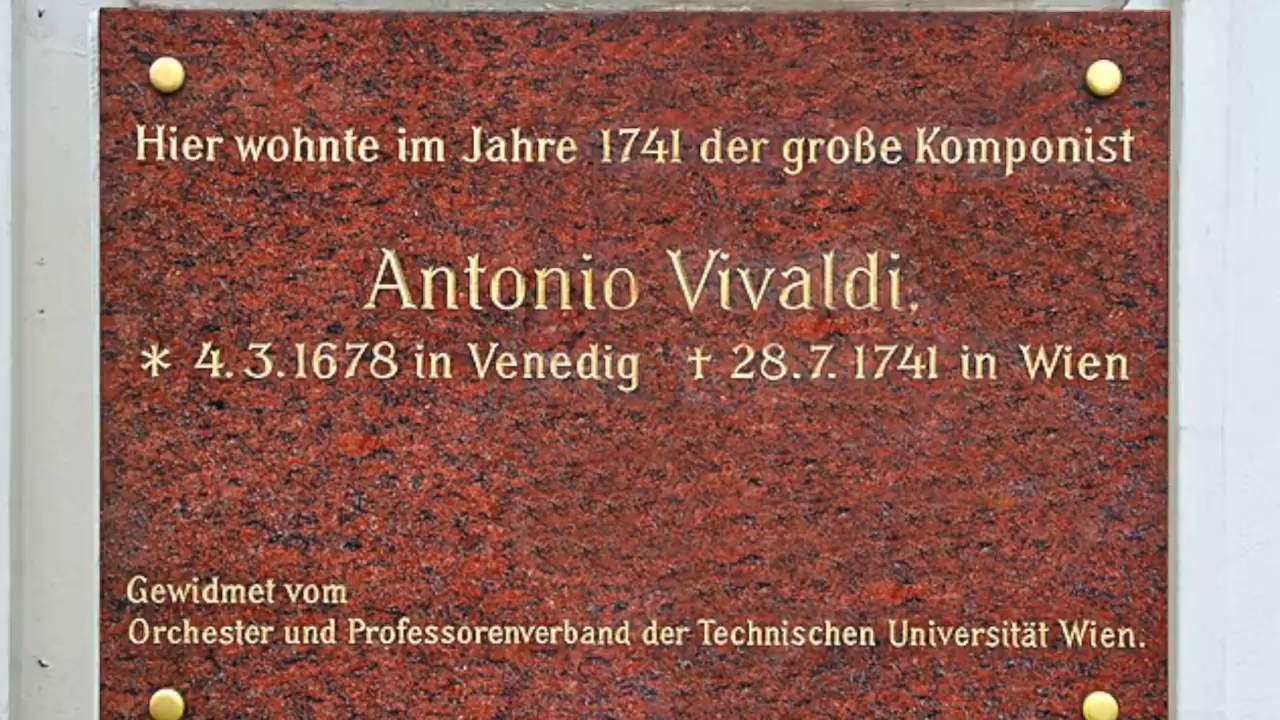 Hier wohnte im Jahre 1741 der große Komponist
Antonio Vivaldi,
* 4.3.1678 in Venedig † 28.7.1741 in Wien
Gewidmet vom
Orchester und Professorenverband der Technischen Universität Wien.